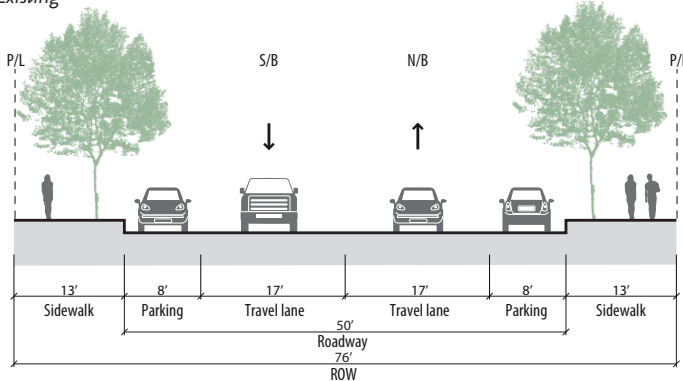 Existing
P/L S/B N/B P/L
13' 8' 17' 17' 8' 13'
Sidewalk Parking Travel lane Travel lane Parking Sidewalk
50'
Roadway
76'
ROW